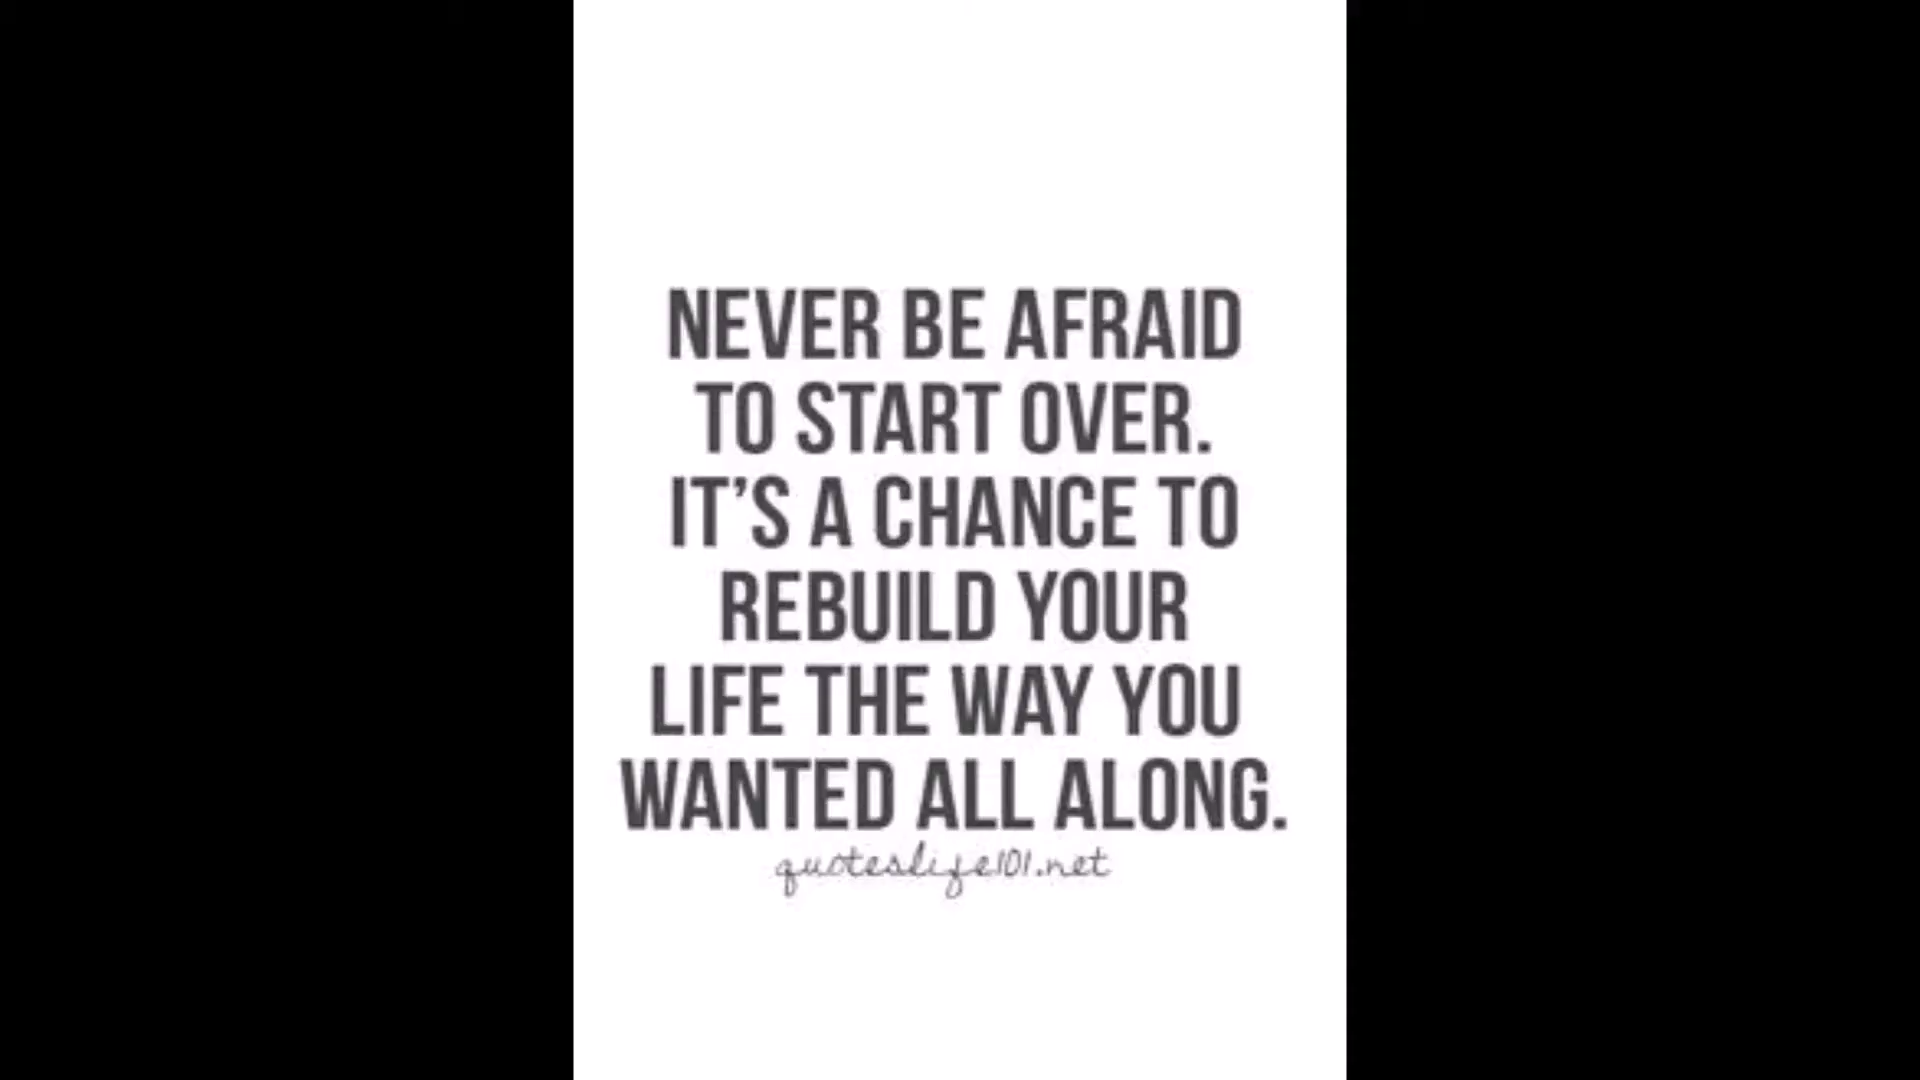 NEVER BE AFRAID
TO START OVER.
IT'S A CHANCE TO
REBUILD YOUR
LIFE THE WAY YOU
WANTED ALL ALONG.
quoteslife101.net